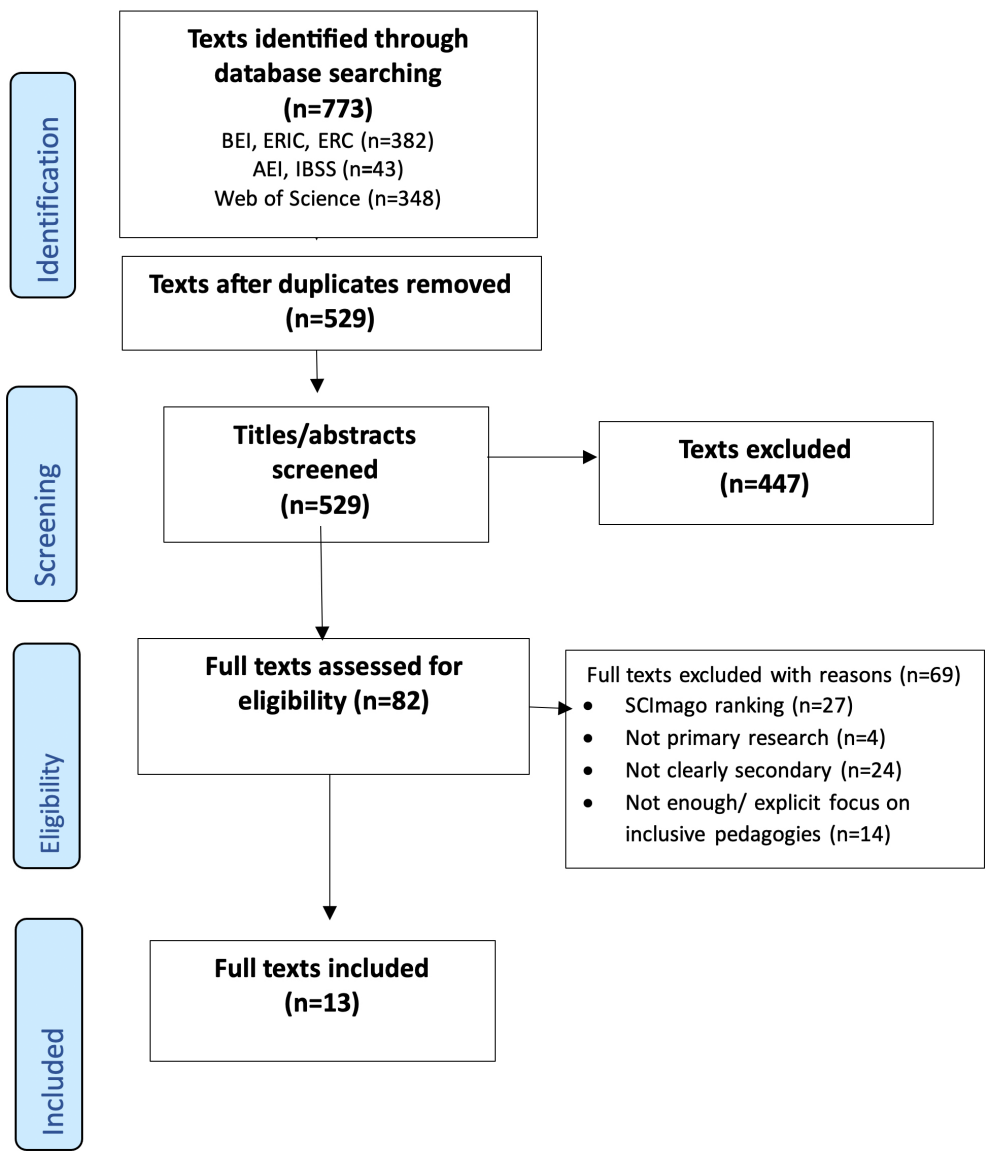 Identification
Texts identified through
database searching
(n=773)
BEI, ERIC, ERC (n=382)
AEI, IBSS (n=43)
Web of Science (n=348)
Texts after duplicates removed
(n=529)
Screening
Titles/abstracts
screened
(n=529)
Texts excluded
(n=447)
Eligibility
Full texts assessed for
eligibility (n=82)
Full texts excluded with reasons (n=69)
• SCImago ranking (n=27)
• Not primary research (n=4)
• Not clearly secondary (n=24)
• Not enough/ explicit focus on
inclusive pedagogies (n=14)
Included
Full texts included
(n=13)